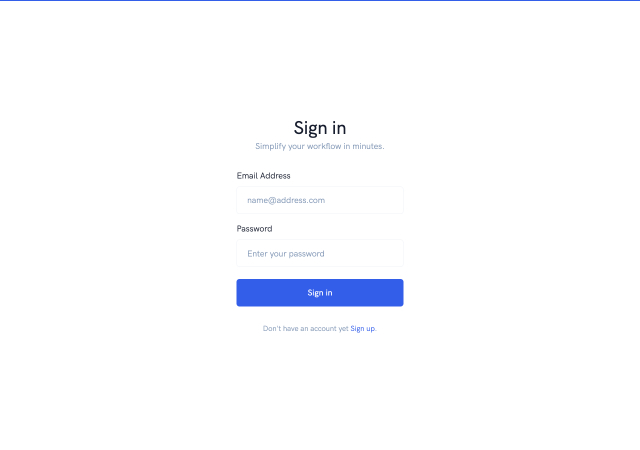 Sign in
Simplify your workflow in minutes.
Email Address
name@address.com
Password
Enter your password
Sign in
Don't have an account yet Sign up.